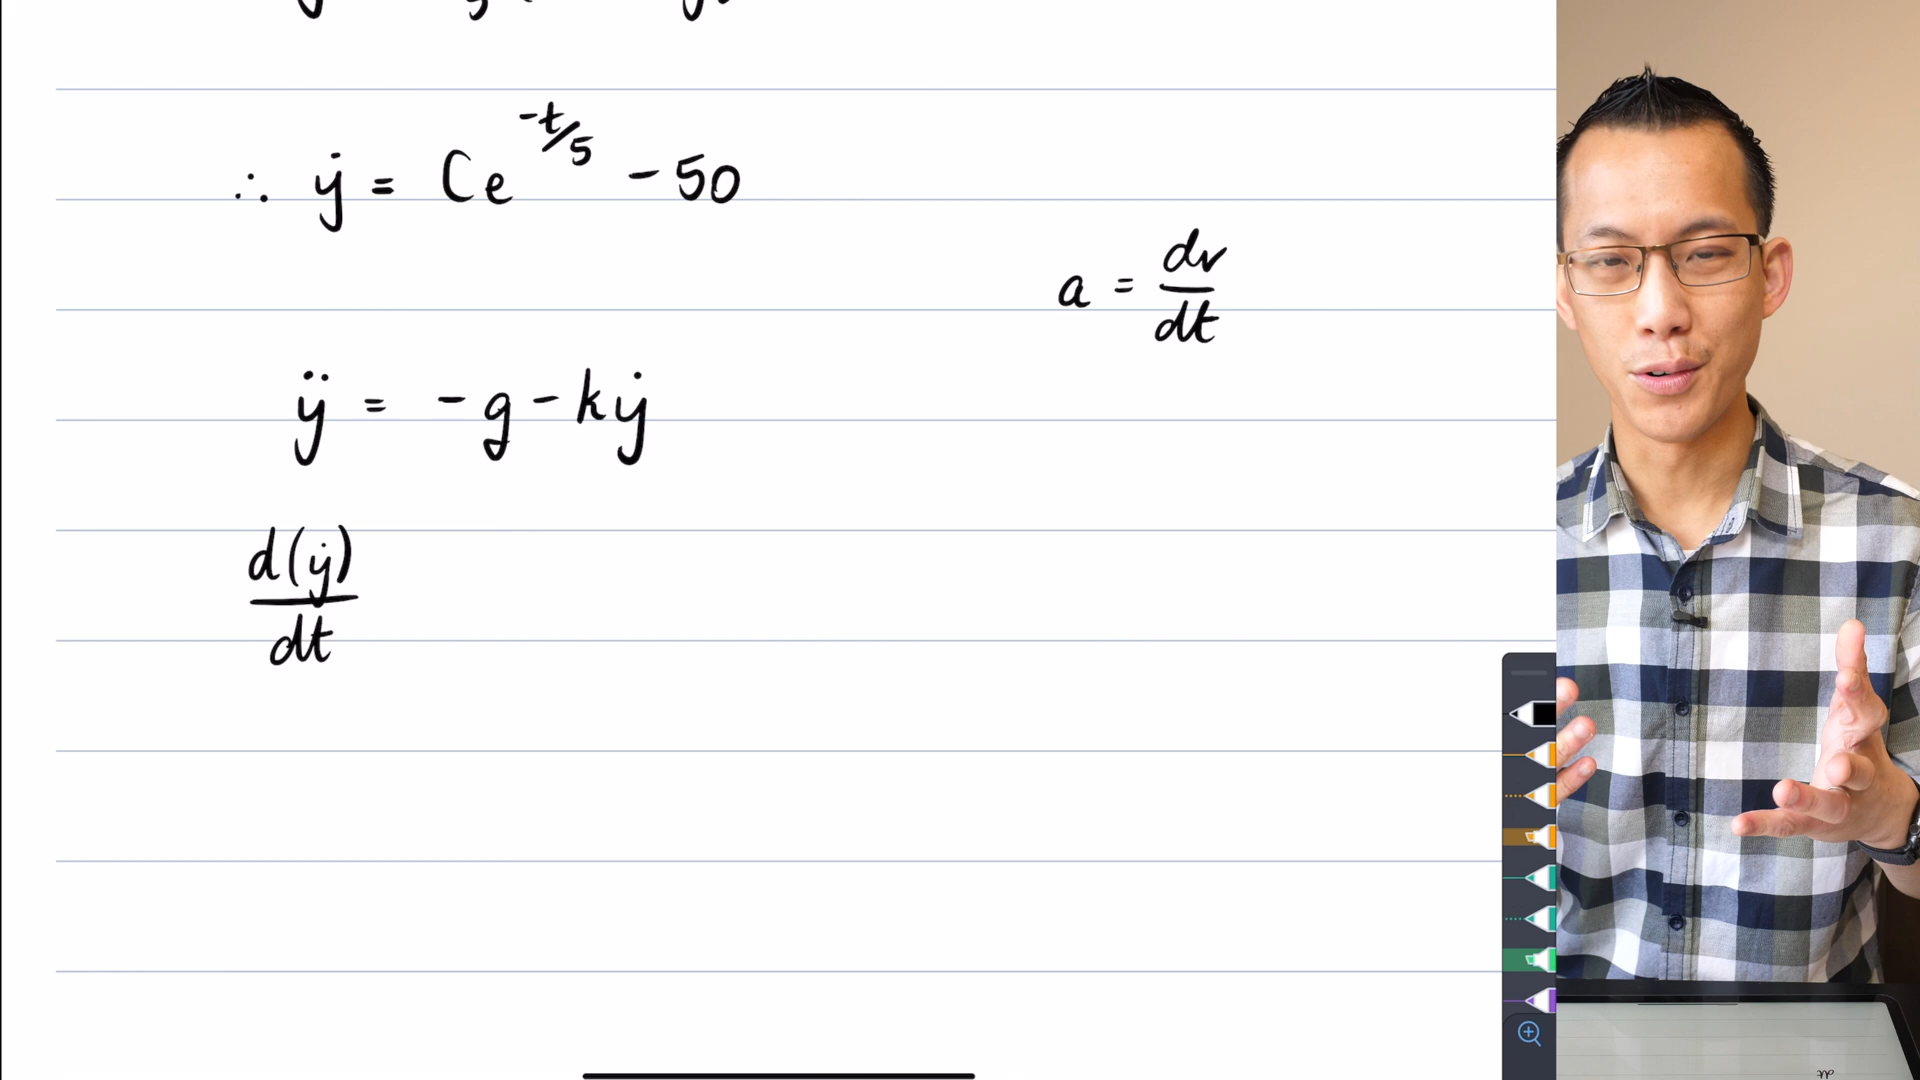 ∴ ẏ = Ce^{-t/5} - 50
a = dv/dt
ÿ = -g - kẏ
d(ẏ)/dt